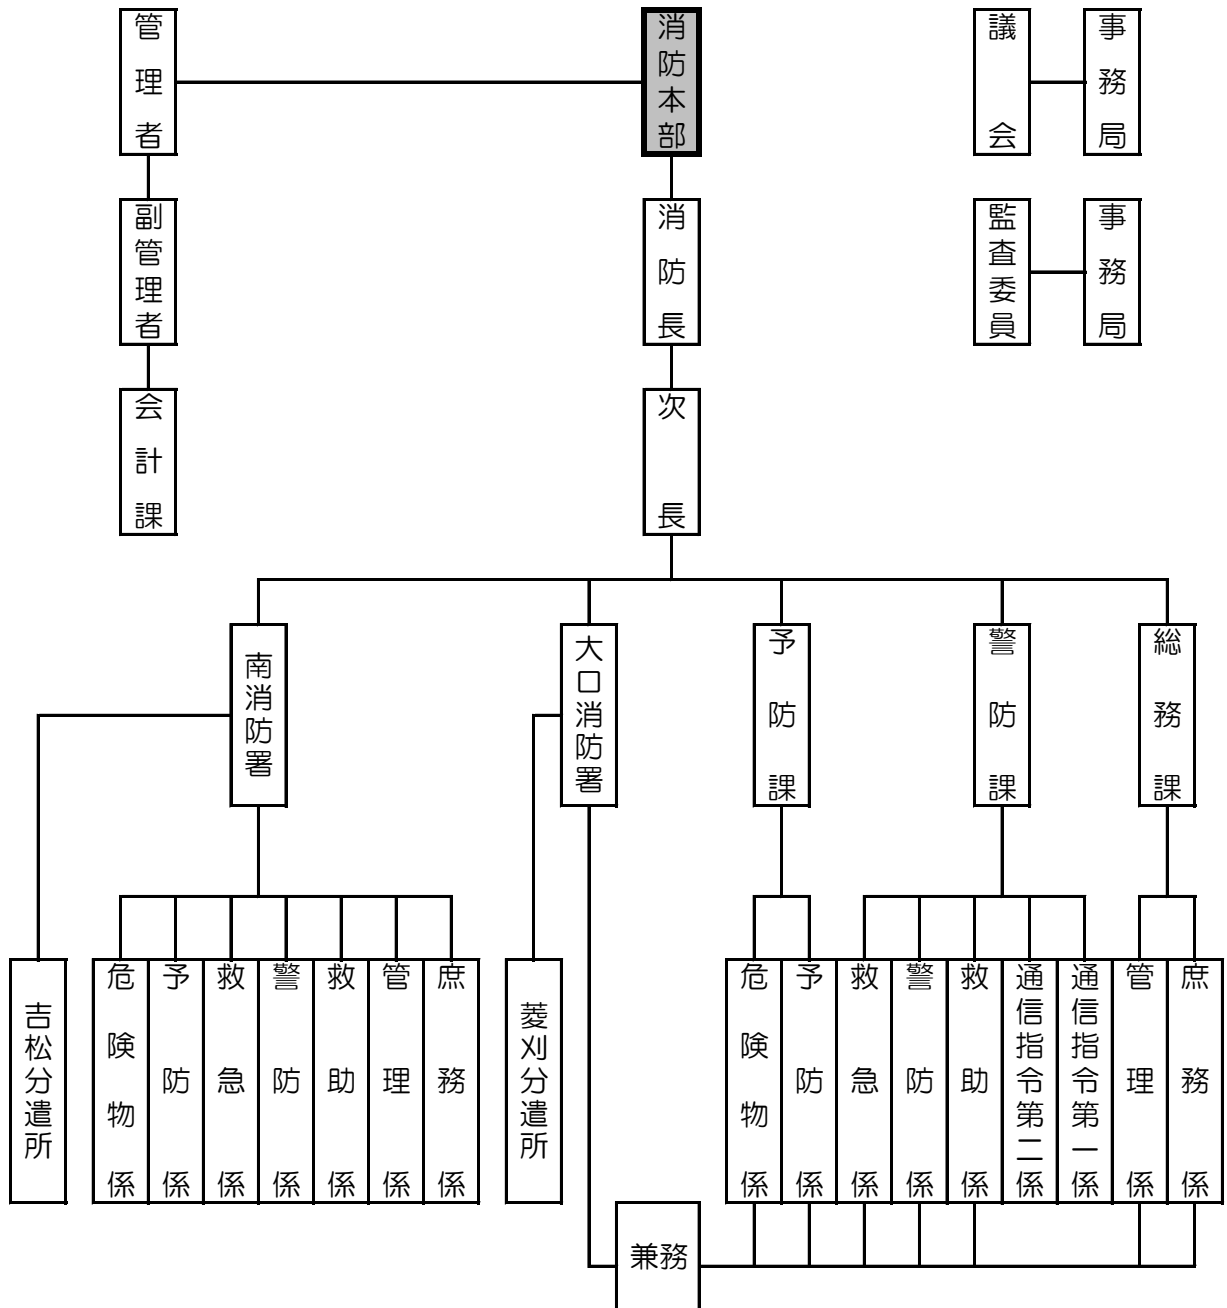 管理者
消防本部
議会
事務局
副管理者
消防長
監査委員
事務局
会計課
次長
南消防署
大口消防署
予防課
警防課
総務課
吉松分遣所
危険物係
予防係
救急係
警防係
救助係
管理係
庶務係
菱刈分遣所
危険物係
予防係
救急係
警防係
救助係
通信指令第二係
通信指令第一係
管理係
庶務係
兼務